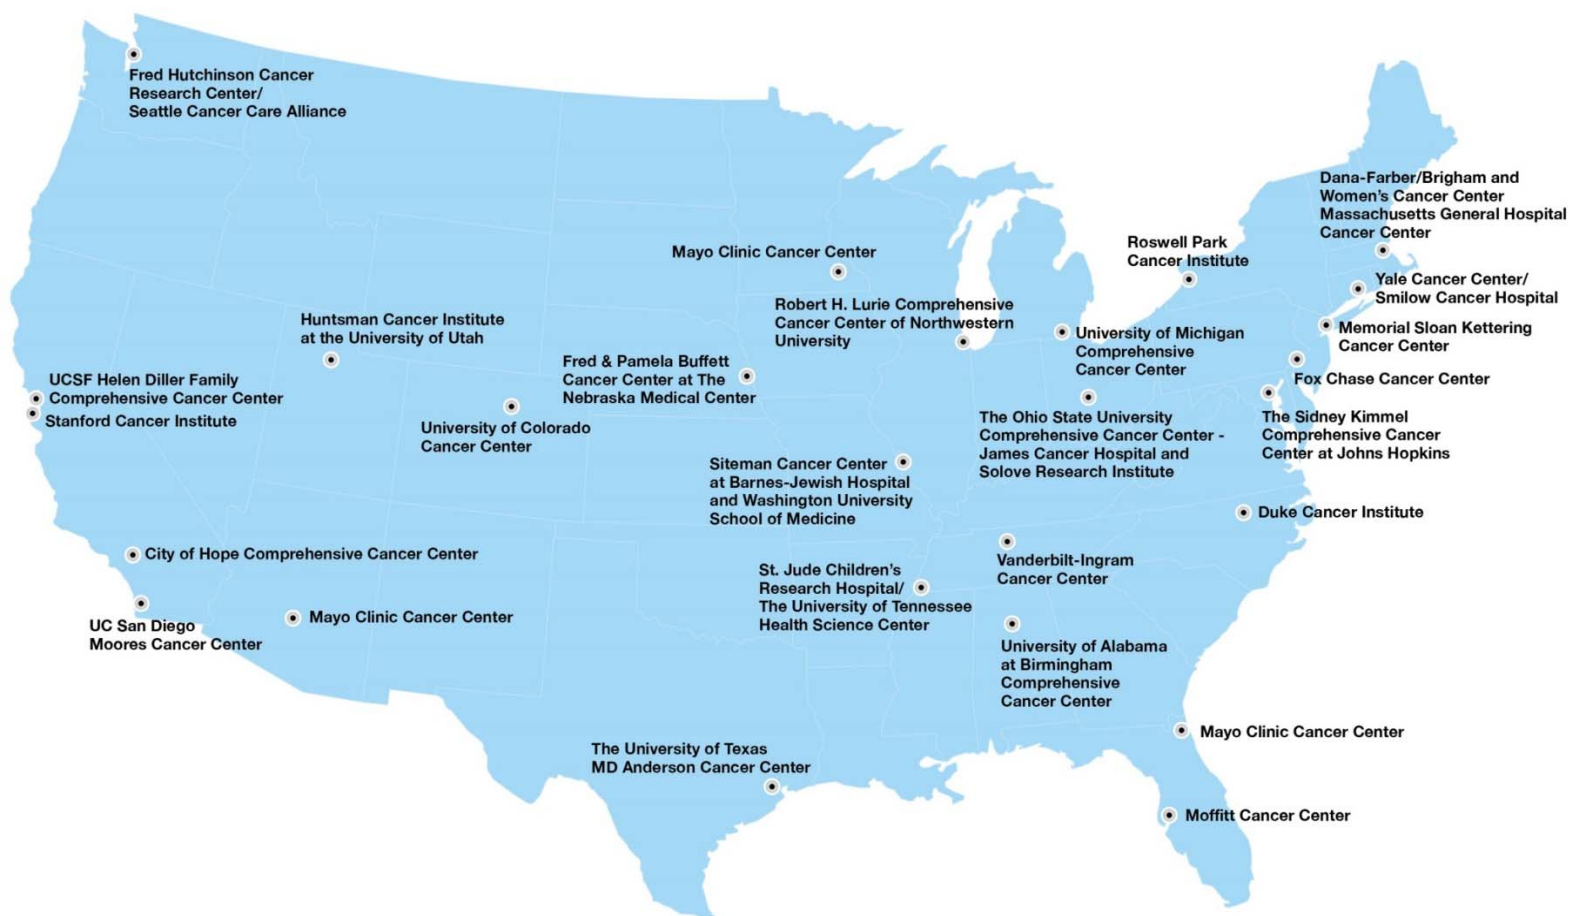 Fred Hutchinson Cancer
Research Center/
Seattle Cancer Care Alliance
Dana-Farber/Brigham and
Women's Cancer Center
Massachusetts General Hospital
Cancer Center
Roswell Park
Cancer Institute
Mayo Clinic Cancer Center
Yale Cancer Center/
Smilow Cancer Hospital
Robert H. Lurie Comprehensive
Cancer Center of Northwestern
University
Huntsman Cancer Institute
at the University of Utah
University of Michigan
Comprehensive
Cancer Center
Memorial Sloan Kettering
Cancer Center
Fred & Pamela Buffett
Cancer Center at The
Nebraska Medical Center
Fox Chase Cancer Center
UCSF Helen Diller Family
Comprehensive Cancer Center
Stanford Cancer Institute
University of Colorado
Cancer Center
The Ohio State University
Comprehensive Cancer Center -
James Cancer Hospital and
Solove Research Institute
The Sidney Kimmel
Comprehensive Cancer
Center at Johns Hopkins
Siteman Cancer Center
at Barnes-Jewish Hospital
and Washington University
School of Medicine
Duke Cancer Institute
City of Hope Comprehensive Cancer Center
Vanderbilt-Ingram
Cancer Center
St. Jude Children's
Research Hospital/
The University of Tennessee
Health Science Center
Mayo Clinic Cancer Center
UC San Diego
Moores Cancer Center
University of Alabama
at Birmingham
Comprehensive
Cancer Center
Mayo Clinic Cancer Center
The University of Texas
MD Anderson Cancer Center
Moffitt Cancer Center